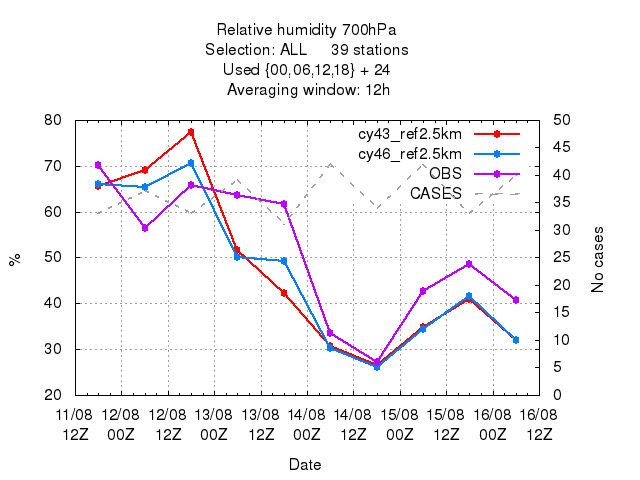 Relative humidity 700hPa
Selection: ALL 39 stations
Used {00,06,12,18} + 24
Averaging window: 12h
cy43_ref2.5km
cy46_ref2.5km
OBS
CASES
80
70
60
50
40
30
20
%
50
45
40
35
30
25
20
15
10
5
0
No cases
11/08 12/08 12/08 13/08 13/08 14/08 14/08 15/08 15/08 16/08 16/08
12Z 00Z 12Z 00Z 12Z 00Z 12Z 00Z 12Z 00Z 12Z
Date